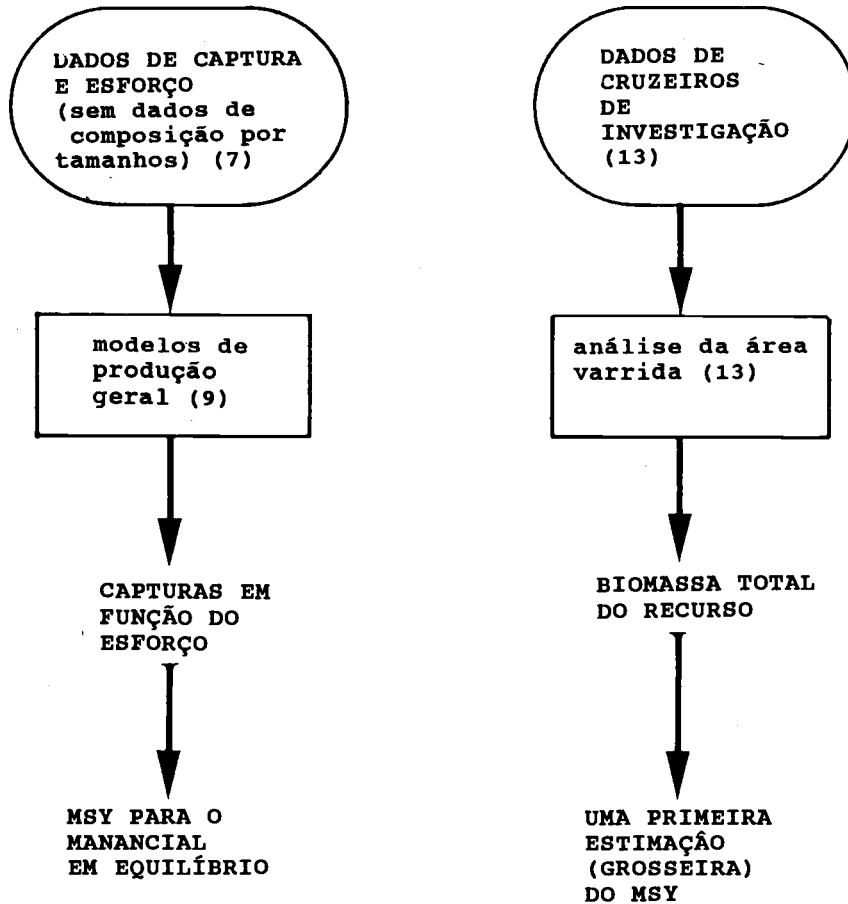 DADOS DE CAPTURA
E ESFORÇO
(sem dados de
composição por
tamanhos) (7)
modelos de
produção
geral (9)
CAPTURAS EM
FUNÇÃO DO
ESFORÇO
MSY PARA O
MANANCIAL
EM EQUILÍBRIO
DADOS DE
CRUZEIROS
DE
INVESTIGAÇÃO
(13)
análise da área
varrida (13)
BIOMASSA TOTAL
DO RECURSO
UMA PRIMEIRA
ESTIMAÇÂO
(GROSSEIRA)
DO MSY